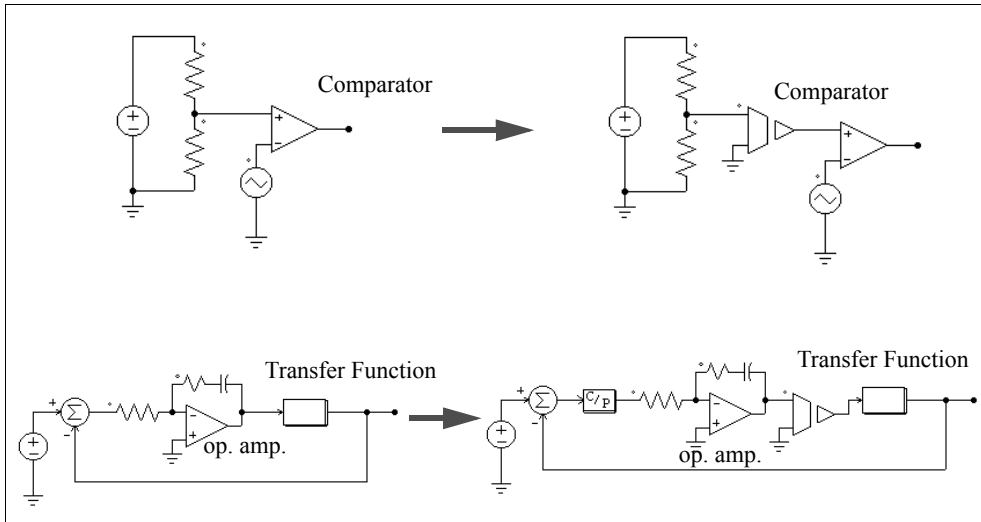 Comparator
Comparator
Transfer Function
Transfer Function
C/P
op. amp.
op. amp.